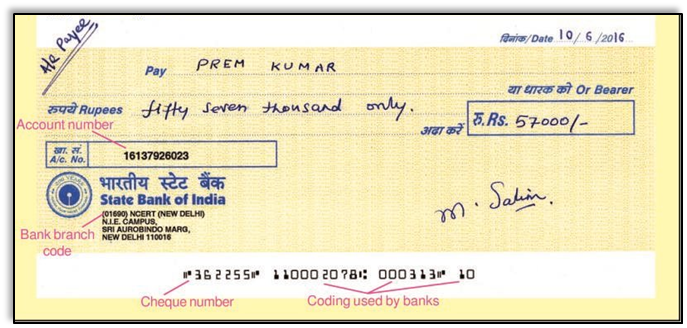 A/c Payee
दिनांक/Date 10/6/2016
Pay PREM KUMAR
या धारक को Or Bearer
रुपये Rupees fifty seven thousand only.
अदा करें रु.Rs. 57000/-
Account number
खा. सं.
A/c. No. 16137926023
भारतीय स्टेट बैंक
State Bank of India
(01690) NCERT (NEW DELHI)
N.I.E. CAMPUS,
SRI AUROBINDO MARG,
NEW DELHI 110016
Bank branch
code
M. Salim.
⑈362255⑈ 110002078⑆ 000313⑈ 10
Cheque number
Coding used by banks